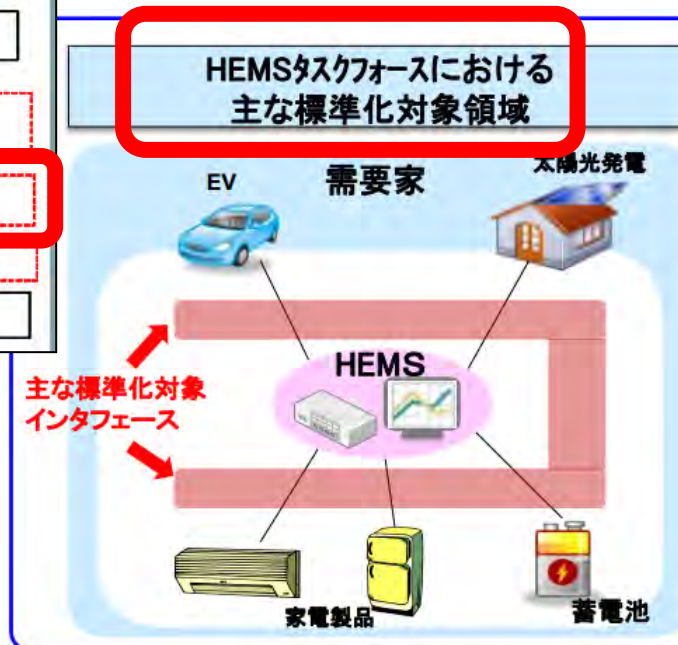 HEMSタスクフォースにおける
主な標準化対象領域
EV
需要家
太陽光発電
HEMS
主な標準化対象
インタフェース
家電製品
蓄電池